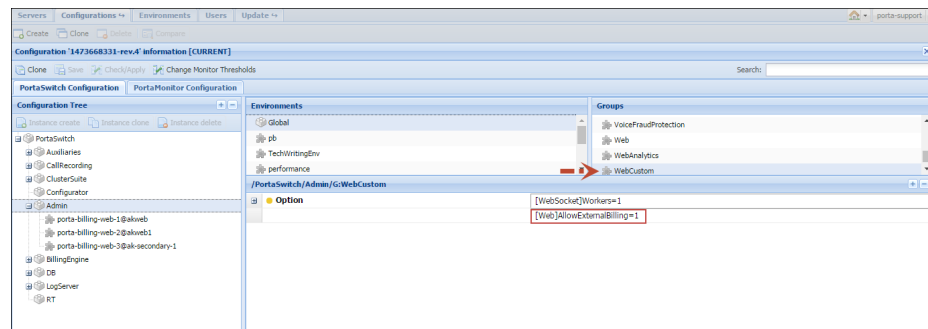 Servers Configurations Environments Users Update porta-support
Create Clone Delete Compare
Configuration '1473668331-rev.4' information [CURRENT]
Clone Save Check/Apply Change Monitor Thresholds Search:
PortaSwitch Configuration PortaMonitor Configuration
Configuration Tree
Instance create Instance clone Instance delete
PortaSwitch
Auxiliaries
CallRecording
ClusterSuite
Configurator
Admin
porta-billing-web-1@akweb
porta-billing-web-2@akweb1
porta-billing-web-3@ak-secondary-1
BillingEngine
DB
LogServer
RT
Environments
Global
pb
TechWritingEnv
performance
Groups
VoiceFraudProtection
Web
WebAnalytics
WebCustom
/PortaSwitch/Admin/G:WebCustom
Option [WebSocket]Workers=1
[Web]AllowExternalBilling=1